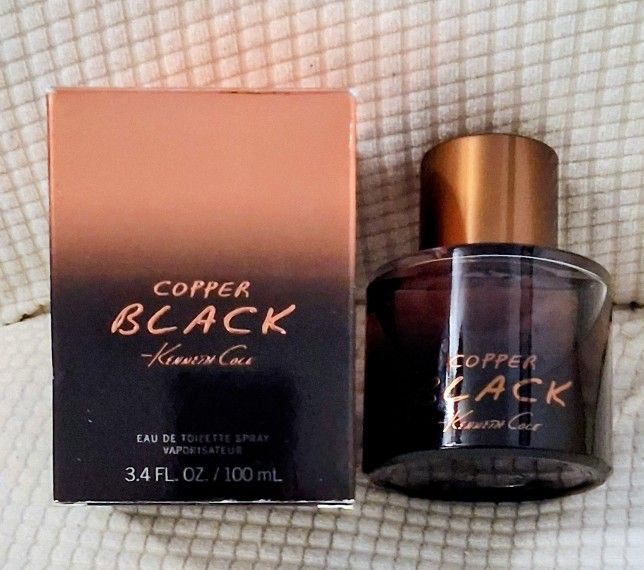 COPPER
BLACK
-KENNETH COLE
EAU DE TOILETTE SPRAY
VAPORISATEUR
3.4 FL. OZ. / 100 mL
COPPER
BLACK
-KENNETH COLE